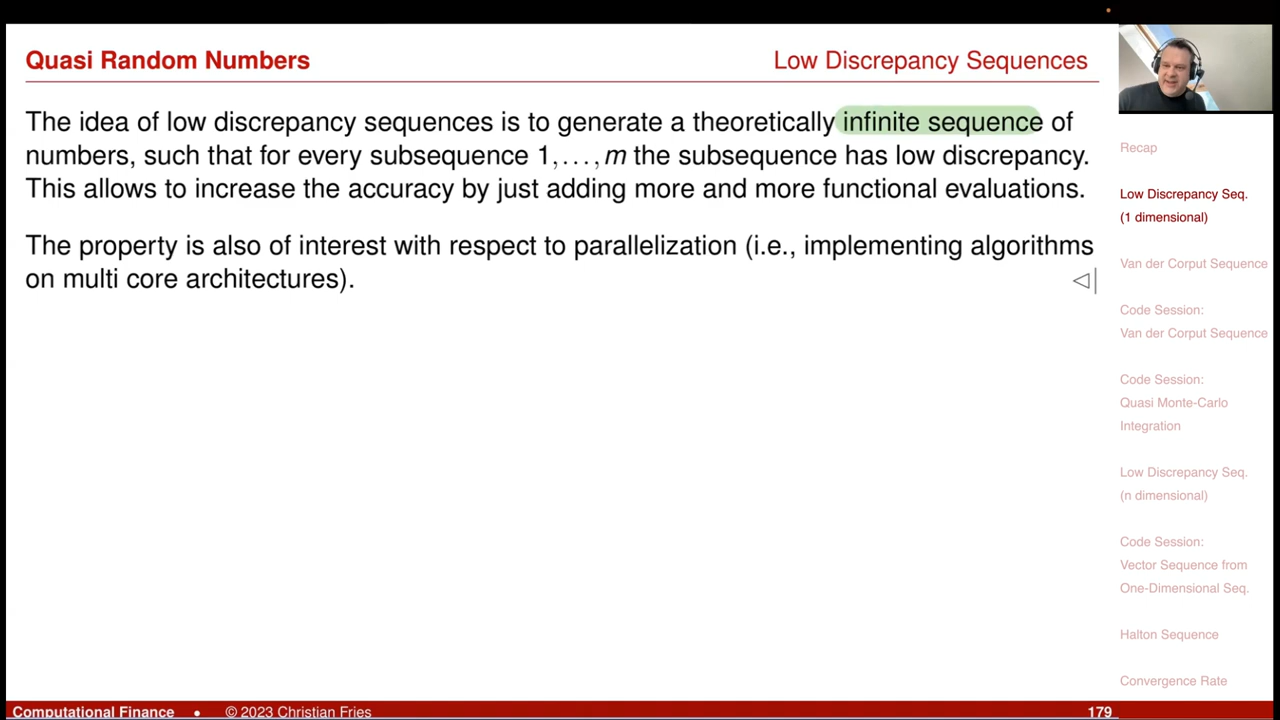 Quasi Random Numbers
Low Discrepancy Sequences
The idea of low discrepancy sequences is to generate a theoretically infinite sequence of
numbers, such that for every subsequence 1,...,m the subsequence has low discrepancy.
This allows to increase the accuracy by just adding more and more functional evaluations.
The property is also of interest with respect to parallelization (i.e., implementing algorithms
on multi core architectures).
Recap
Low Discrepancy Seq.
(1 dimensional)
Van der Corput Sequence
Code Session:
Van der Corput Sequence
Code Session:
Quasi Monte-Carlo
Integration
Low Discrepancy Seq.
(n dimensional)
Code Session:
Vector Sequence from
One-Dimensional Seq.
Halton Sequence
Convergence Rate
Computational Finance • © 2023 Christian Fries
179